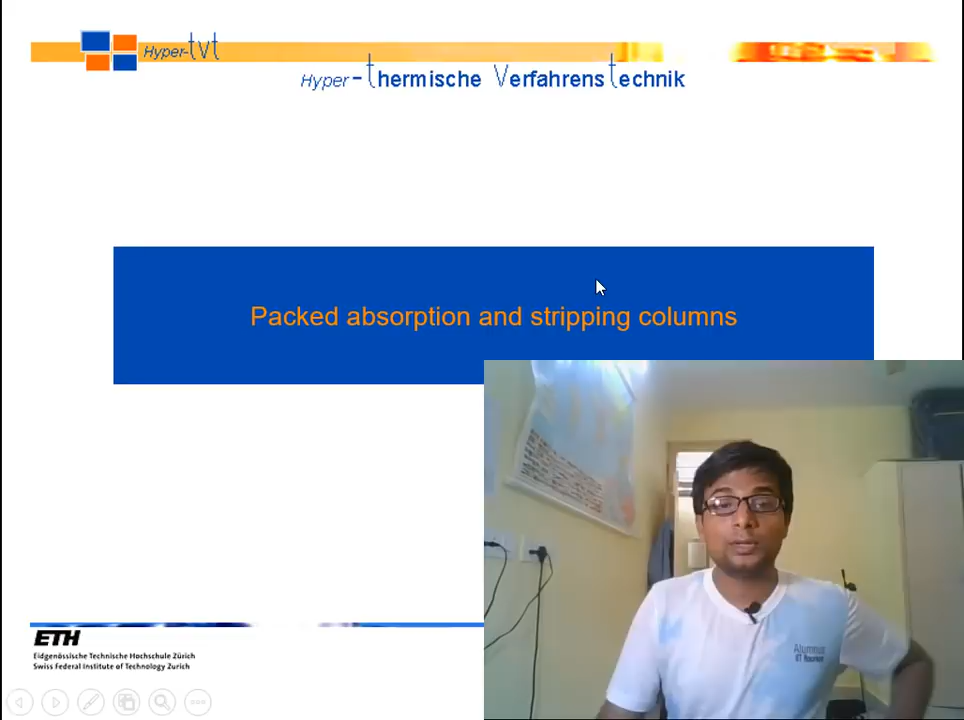 Hyper-tvt
Hyper-thermische VerfahrensTechnik
Packed absorption and stripping columns
Alumnus
ETH
Eidgenössische Technische Hochschule Zürich
Swiss Federal Institute of Technology Zurich